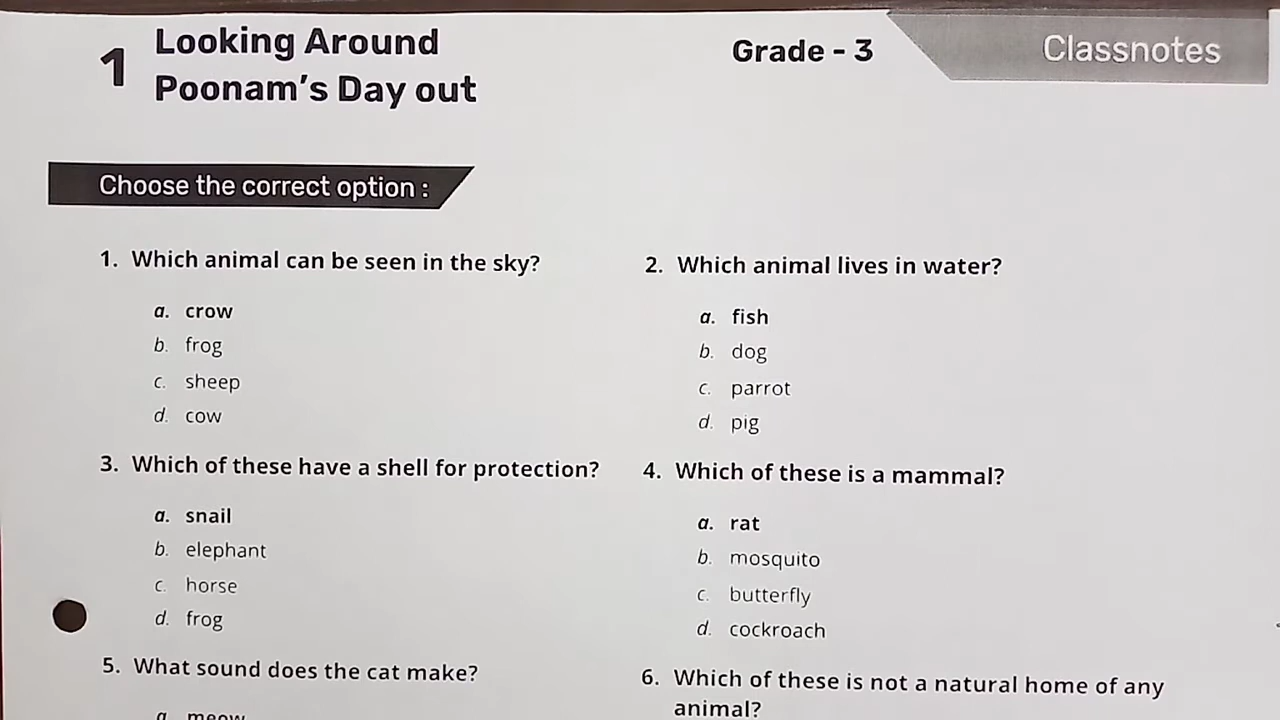 1
Looking Around
Poonam's Day out
Grade - 3
Classnotes
Choose the correct option :
1. Which animal can be seen in the sky?
a. crow
b. frog
c. sheep
d. cow
2. Which animal lives in water?
a. fish
b. dog
c. parrot
d. pig
3. Which of these have a shell for protection?
a. snail
b. elephant
c. horse
d. frog
4. Which of these is a mammal?
a. rat
b. mosquito
c. butterfly
d. cockroach
5. What sound does the cat make?
a. meow
6. Which of these is not a natural home of any
animal?